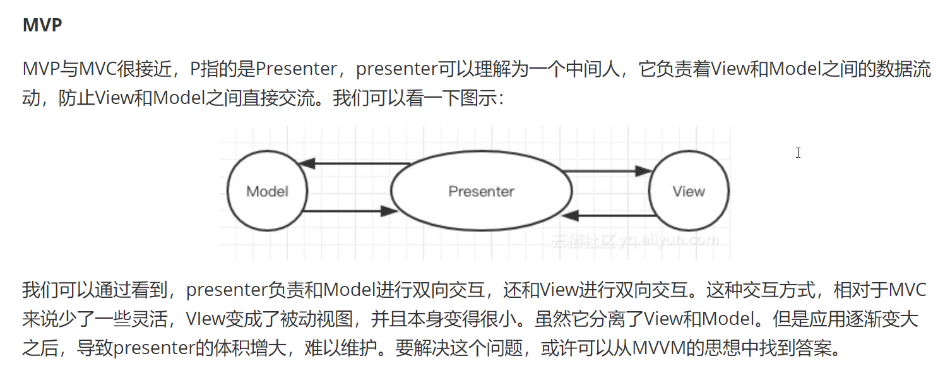 MVP
MVP与MVC很接近，P指的是Presenter，presenter可以理解为一个中间人，它负责着View和Model之间的数据流
动，防止View和Model之间直接交流。我们可以看一下图示：
Model
Presenter
View
云栖社区 yq.aliyun.com
我们可以通过看到，presenter负责和Model进行双向交互，还和View进行双向交互。这种交互方式，相对于MVC
来说少了一些灵活，VIew变成了被动视图，并且本身变得很小。虽然它分离了View和Model。但是应用逐渐变大
之后，导致presenter的体积增大，难以维护。要解决这个问题，或许可以从MVVM的思想中找到答案。